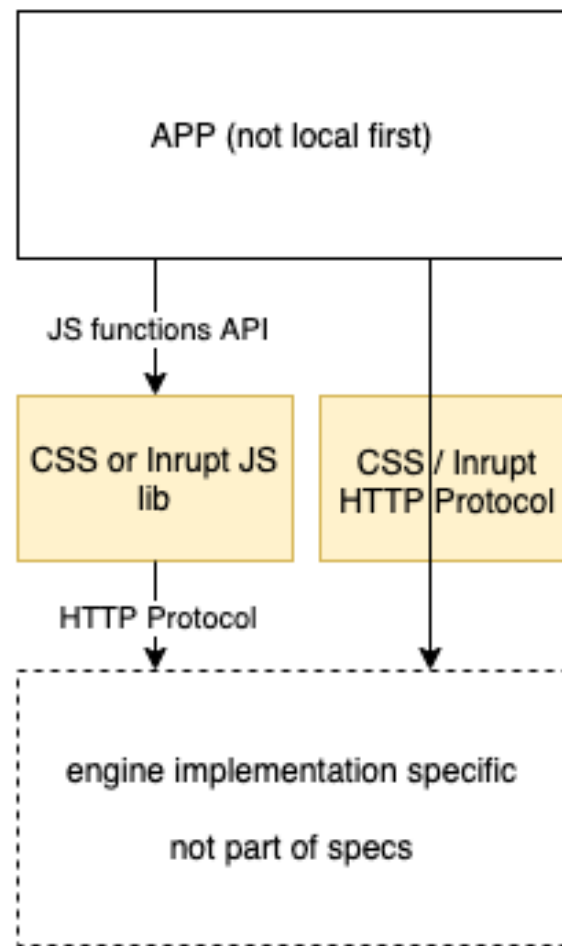 APP (not local first)
JS functions API
CSS or Inrupt JS
lib
CSS / Inrupt
HTTP Protocol
HTTP Protocol
engine implementation specific
not part of specs